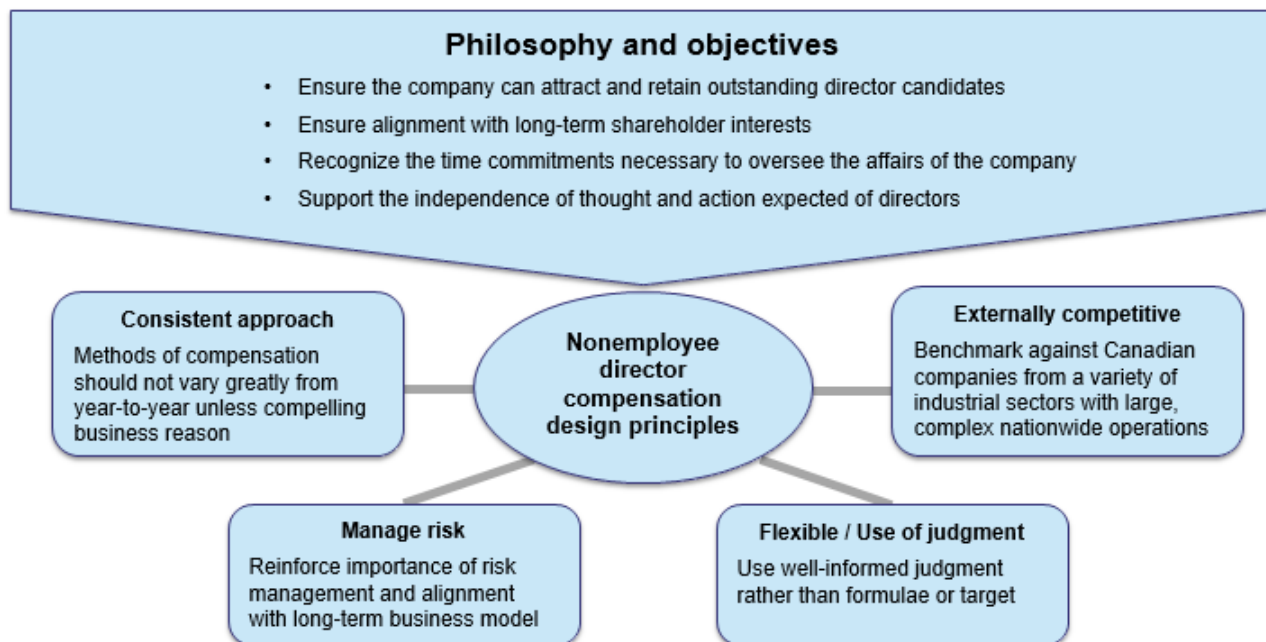 Philosophy and objectives
• Ensure the company can attract and retain outstanding director candidates
• Ensure alignment with long-term shareholder interests
• Recognize the time commitments necessary to oversee the affairs of the company
• Support the independence of thought and action expected of directors
Consistent approach
Methods of compensation
should not vary greatly from
year-to-year unless compelling
business reason
Nonemployee
director
compensation
design principles
Externally competitive
Benchmark against Canadian
companies from a variety of
industrial sectors with large,
complex nationwide operations
Manage risk
Reinforce importance of risk
management and alignment
with long-term business model
Flexible / Use of judgment
Use well-informed judgment
rather than formulae or target